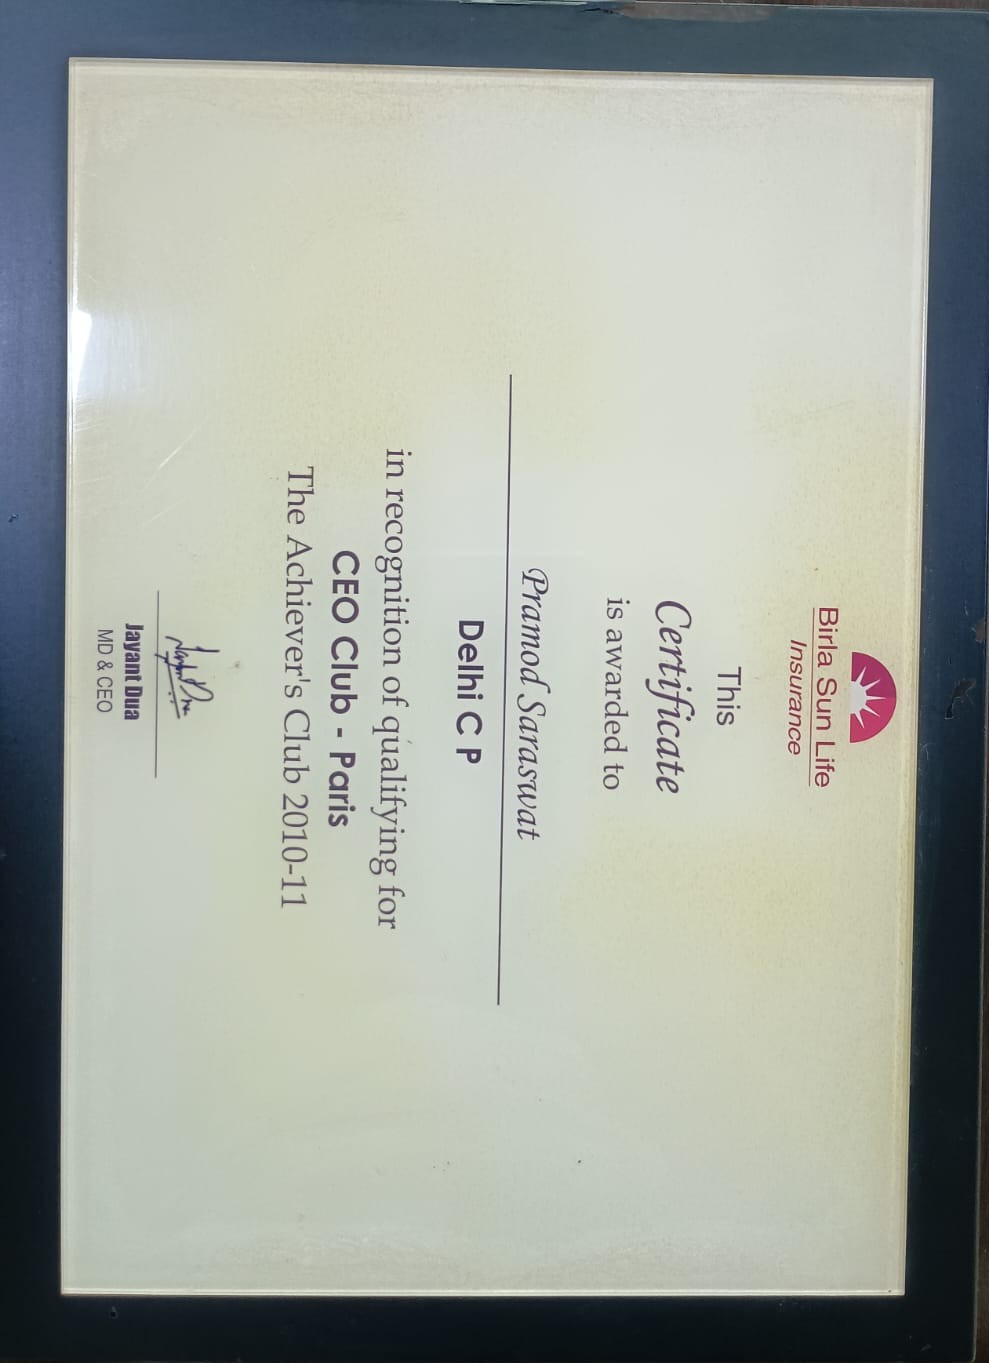 Birla Sun Life
Insurance
This
Certificate
is awarded to
Pramod Saraswat
Delhi C P
in recognition of qualifying for
CEO Club - Paris
The Achiever's Club 2010-11
Jayant Dua
MD & CEO